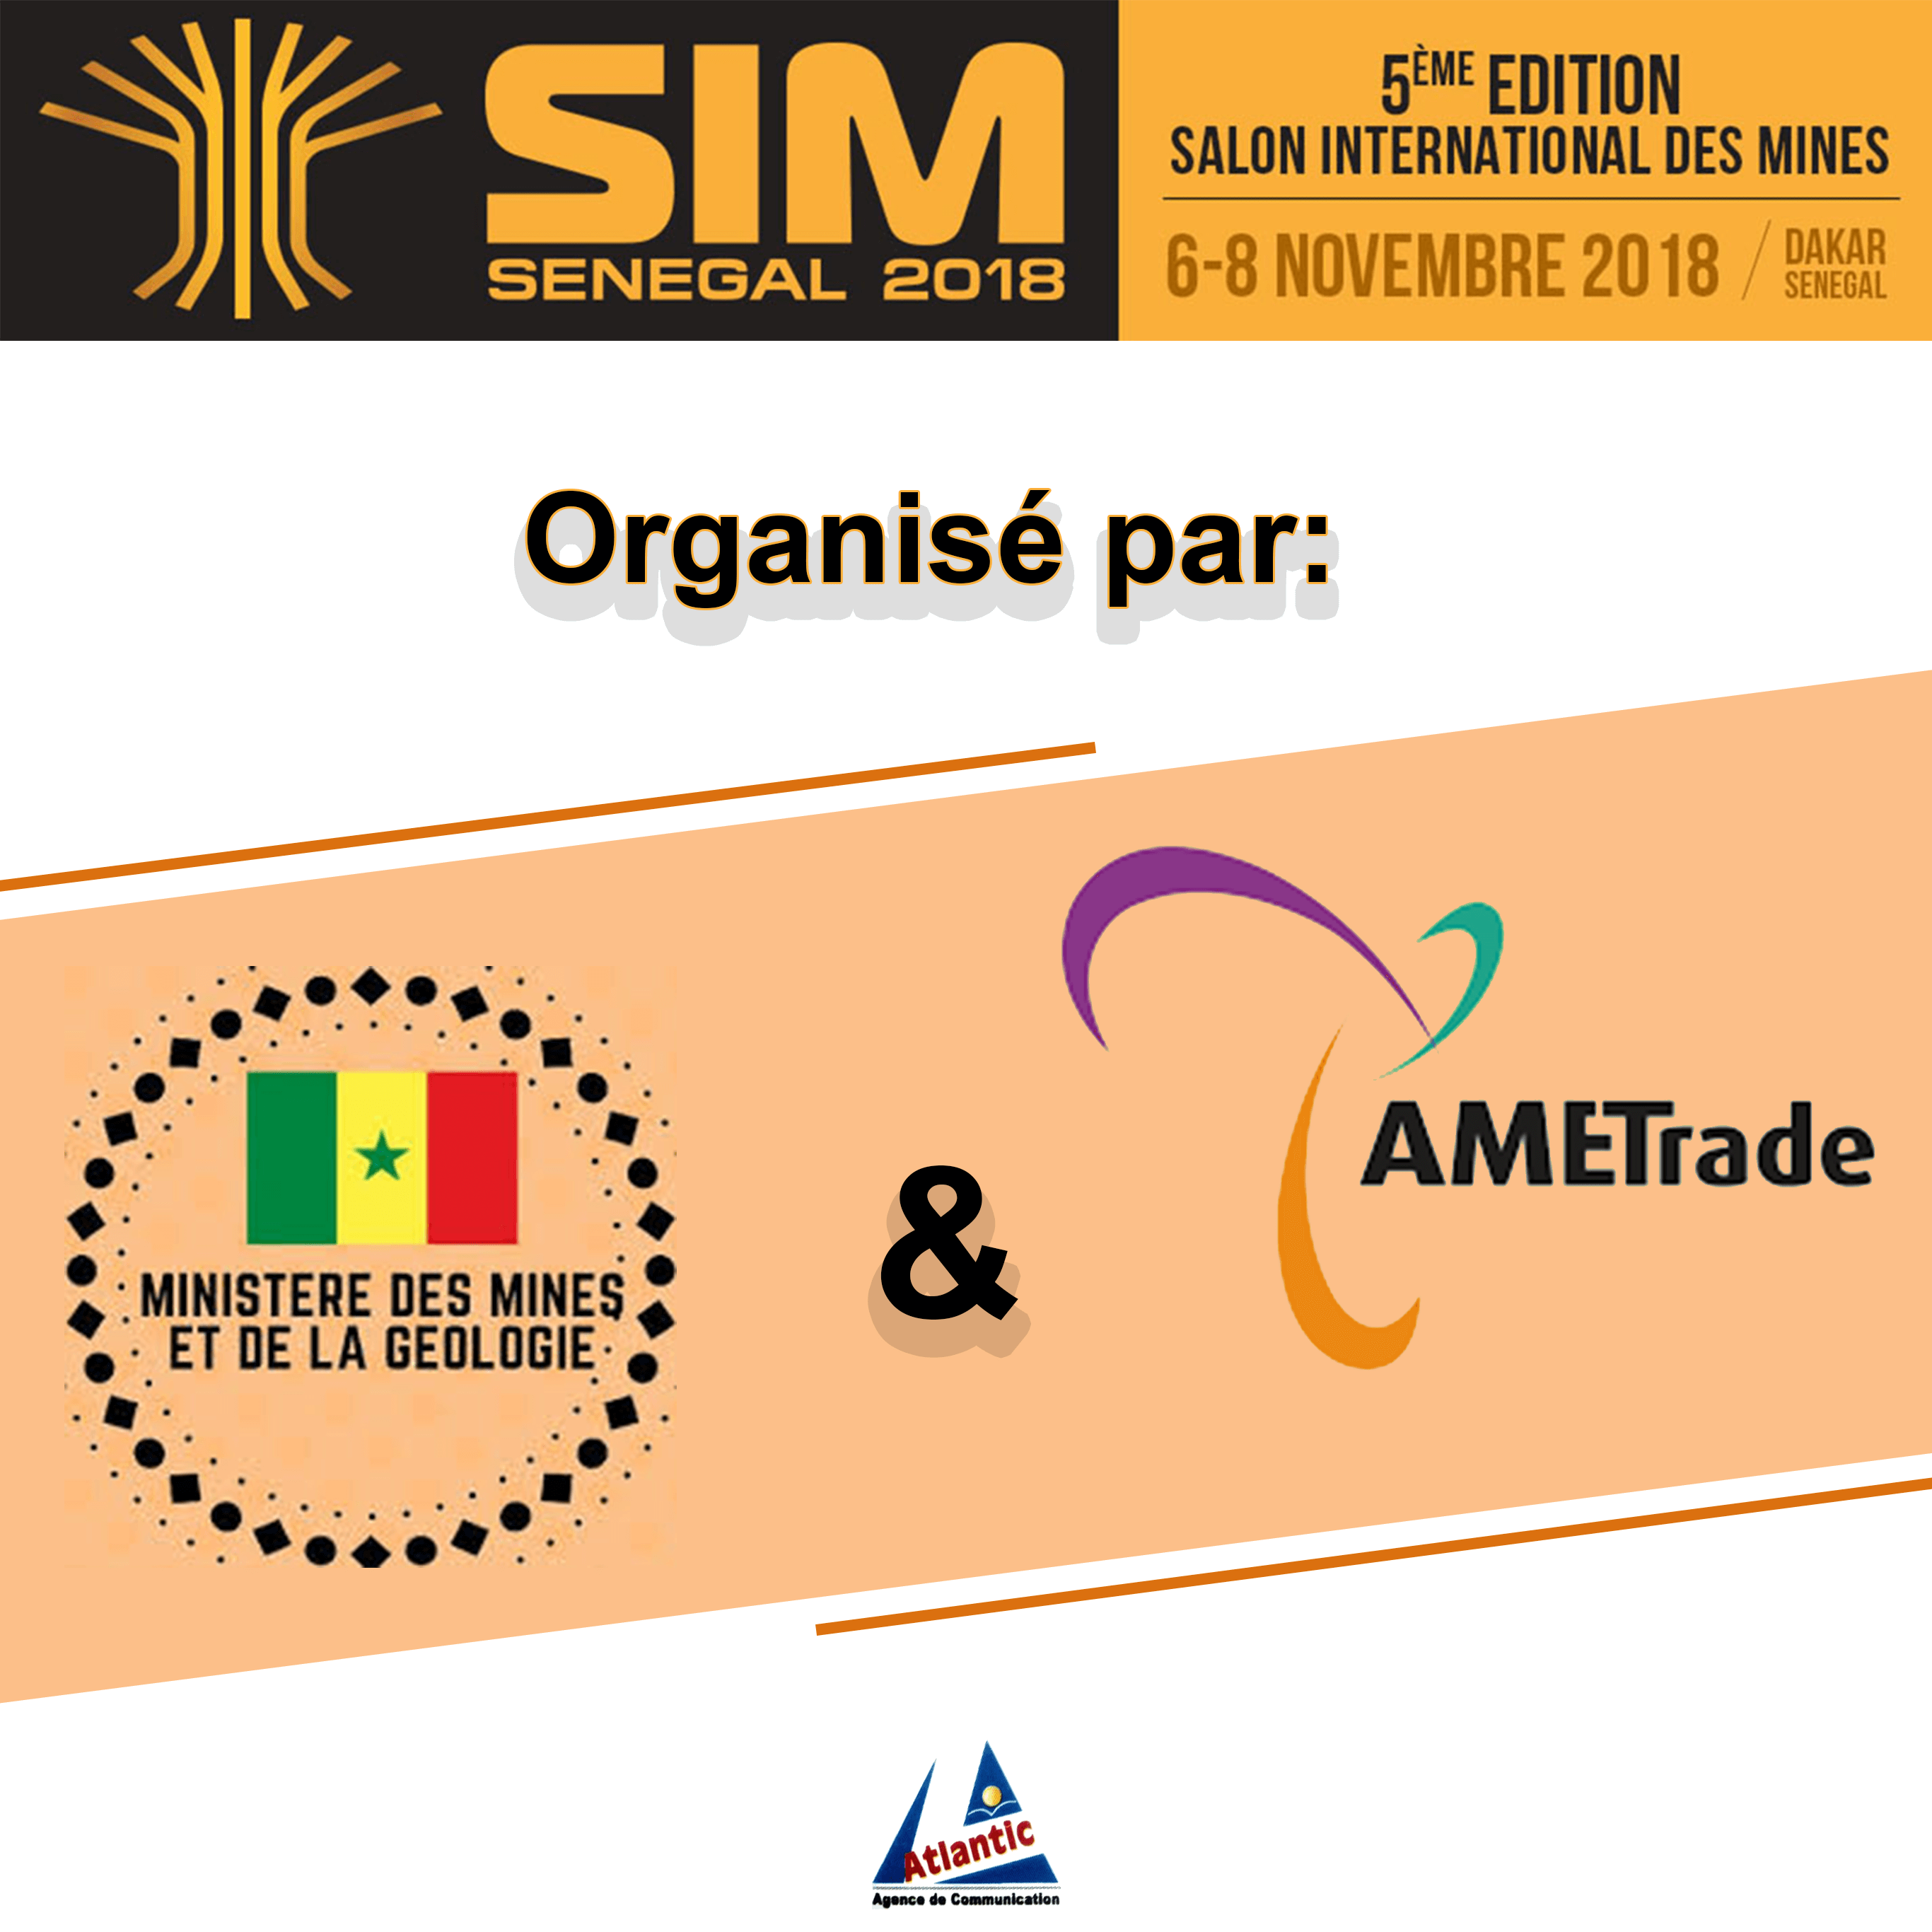 SIM
SENEGAL 2018
5ÈME EDITION
SALON INTERNATIONAL DES MINES
6-8 NOVEMBRE 2018 / DAKAR
SENEGAL
Organisé par:
MINISTERE DES MINES
ET DE LA GEOLOGIE
&
AMETrade
Atlantic
Agence de Communication